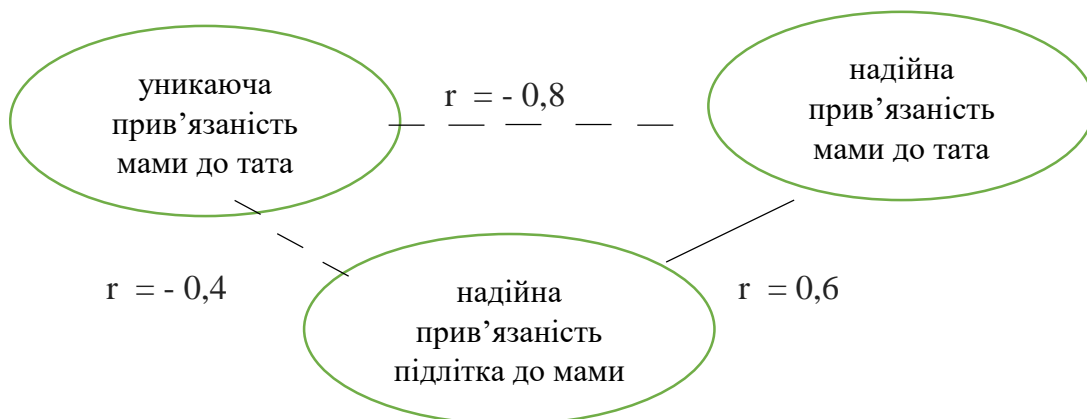 уникаюча
прив’язаність
мами до тата
r = - 0,8
надійна
прив’язаність
мами до тата
r = - 0,4
надійна
прив’язаність
підлітка до мами
r = 0,6